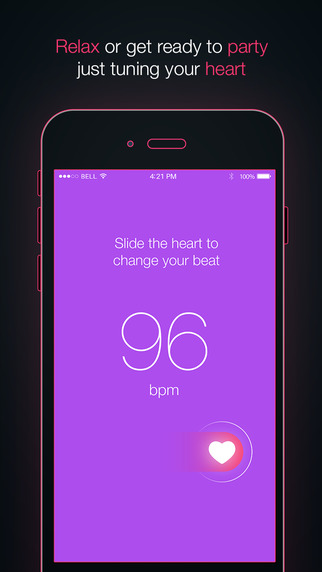 Relax or get ready to party
just tuning your heart
BELL 4:21 PM 100%
Slide the heart to
change your beat
96
bpm